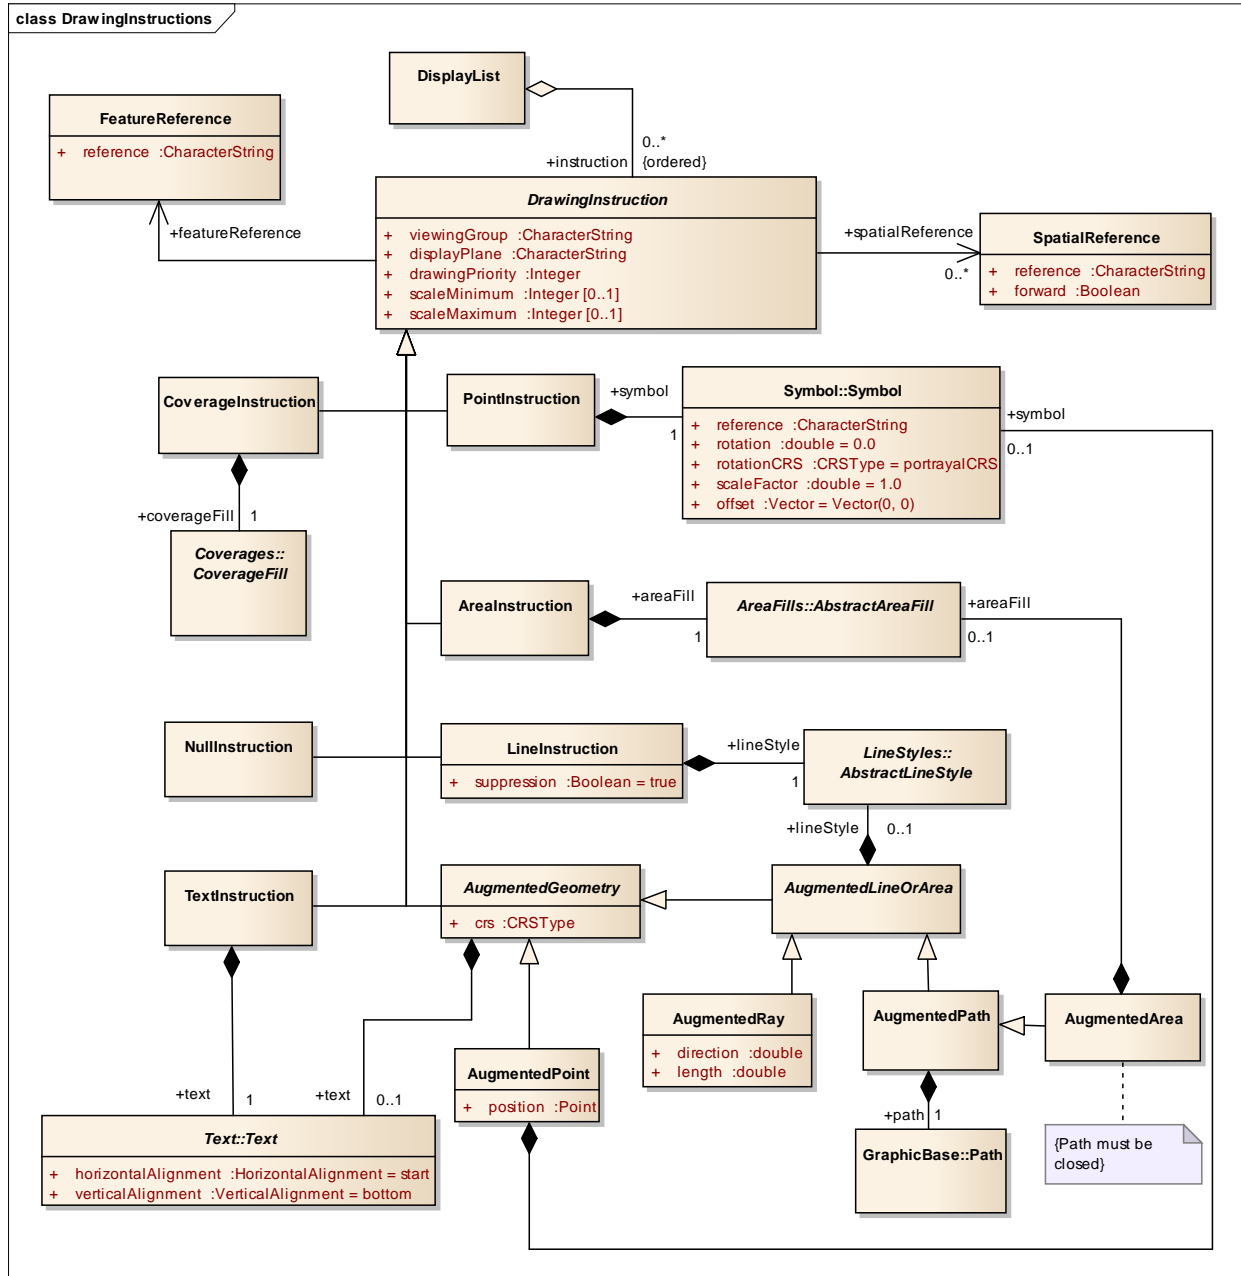 class DrawingInstructions
DisplayList
FeatureReference
+ reference :CharacterString
0..*
+instruction {ordered}
DrawingInstruction
+ viewingGroup :CharacterString
+ displayPlane :CharacterString
+ drawingPriority :Integer
+ scaleMinimum :Integer [0..1]
+ scaleMaximum :Integer [0..1]
+featureReference
+spatialReference
0..*
SpatialReference
+ reference :CharacterString
+ forward :Boolean
CoverageInstruction
PointInstruction
+symbol
1
Symbol::Symbol
+ reference :CharacterString
+ rotation :double = 0.0
+ rotationCRS :CRSType = portrayalCRS
+ scaleFactor :double = 1.0
+ offset :Vector = Vector(0, 0)
+symbol
0..1
+coverageFill 1
Coverages::
CoverageFill
AreaInstruction
+areaFill
1
AreaFills::AbstractAreaFill
+areaFill
0..1
NullInstruction
LineInstruction
+ suppression :Boolean = true
+lineStyle
1
LineStyles::
AbstractLineStyle
+lineStyle 0..1
TextInstruction
AugmentedGeometry
+ crs :CRSType
AugmentedLineOrArea
AugmentedRay
+ direction :double
+ length :double
AugmentedPath
AugmentedArea
AugmentedPoint
+ position :Point
+text 1
+text 0..1
+path 1
Text::Text
+ horizontalAlignment :HorizontalAlignment = start
+ verticalAlignment :VerticalAlignment = bottom
GraphicBase::Path
{Path must be
closed}